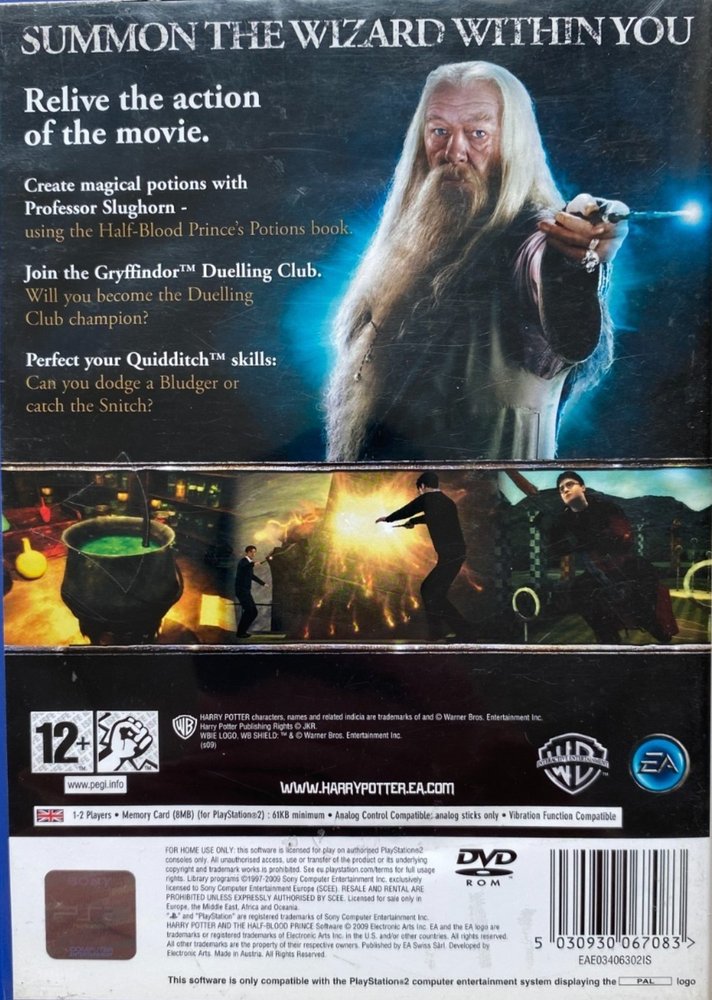 SUMMON THE WIZARD WITHIN YOU
Relive the action
of the movie.
Create magical potions with
Professor Slughorn -
using the Half-Blood Prince's Potions book.
Join the Gryffindor™ Duelling Club.
Will you become the Duelling
Club champion?
Perfect your Quidditch™ skills:
Can you dodge a Bludger or
catch the Snitch?
12+
™
www.pegi.info
WB
HARRY POTTER characters, names and related indicia are trademarks of and © Warner Bros. Entertainment Inc.
Harry Potter Publishing Rights © JKR.
WBIE LOGO, WB SHIELD: ™ & © Warner Bros. Entertainment Inc.
(s09)
WB
INTERACTIVE ENTERTAINMENT
EA
WWW.HARRYPOTTER.EA.COM
1-2 Players • Memory Card (8MB) (for PlayStation®2) : 61KB minimum • Analog Control Compatible: analog sticks only • Vibration Function Compatible
FOR HOME USE ONLY: this software is licensed for play on authorised PlayStation®2
consoles only. All unauthorised access, use or transfer of the product or its underlying
copyright and trademark works is prohibited. See eu.playstation.com/terms for full usage
rights. Library programs ©1997-2009 Sony Computer Entertainment Inc. exclusively
licensed to Sony Computer Entertainment Europe (SCEE). RESALE AND RENTAL ARE
PROHIBITED UNLESS EXPRESSLY AUTHORISED BY SCEE. Licensed for sale only in
Europe, the Middle East, Africa and Oceania.
" " and "PlayStation" are registered trademarks of Sony Computer Entertainment Inc.
HARRY POTTER AND THE HALF-BLOOD PRINCE Software © 2009 Electronic Arts Inc. EA and the EA logo are
trademarks or registered trademarks of Electronic Arts Inc. in the U.S. and/or other countries. All rights reserved.
All other trademarks are the property of their respective owners. Published by EA Swiss Sàrl. Developed by
Electronic Arts. Made in Austria. All Rights Reserved.
DVD
ROM
5 030930 067083 >
EAE03406302IS
This software is only compatible with the PlayStation®2 computer entertainment system displaying the PAL logo